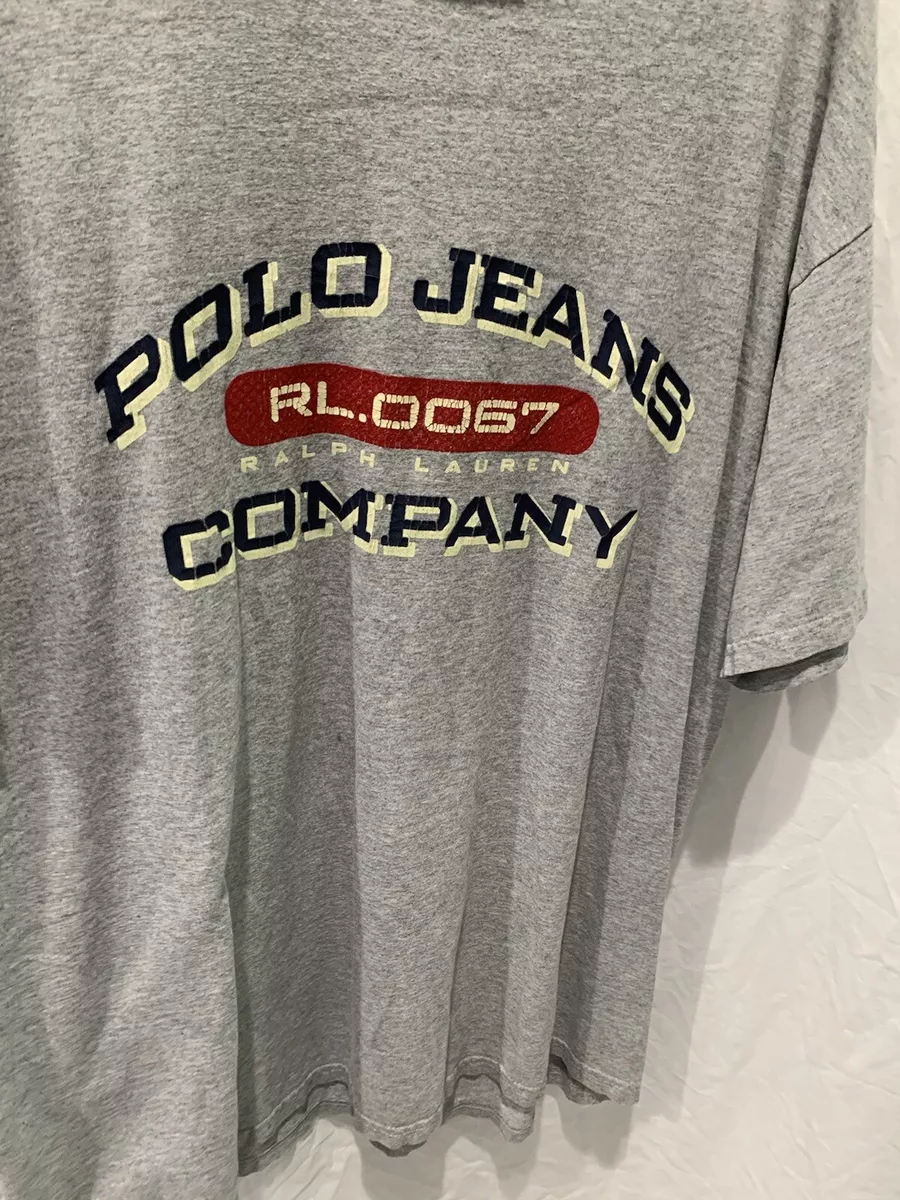 POLO JEANS
RL.0067
RALPH LAUREN
COMPANY